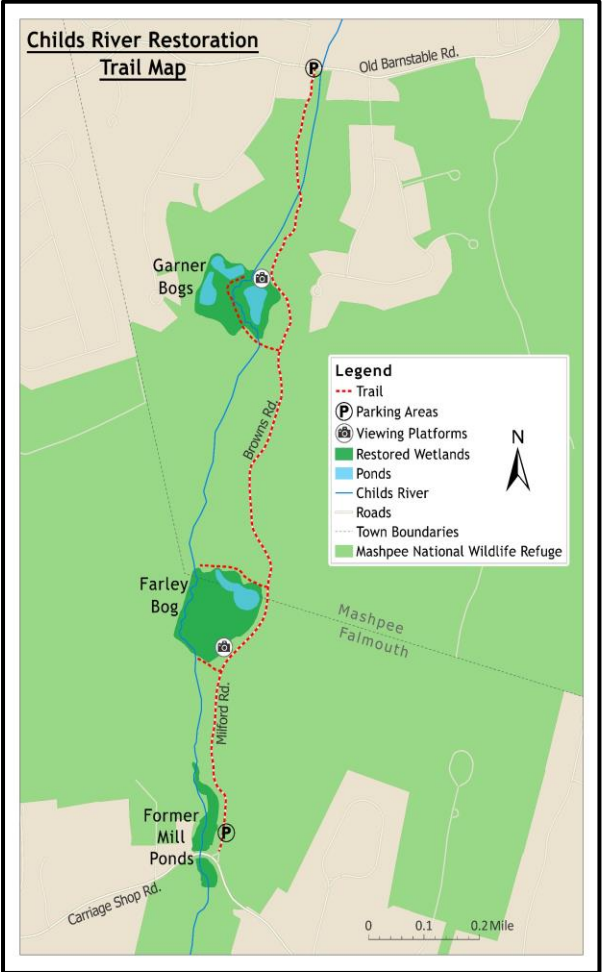 Childs River Restoration
Trail Map
P
Old Barnstable Rd.
Garner
Bogs
Legend
Trail
P Parking Areas
Viewing Platforms
Restored Wetlands
Ponds
Childs River
Roads
Town Boundaries
Mashpee National Wildlife Refuge
N
Browns Rd.
Farley
Bog
Mashpee
Falmouth
Milford Rd.
Former
Mill
Ponds
P
Carriage Shop Rd.
0 0.1 0.2 Mile